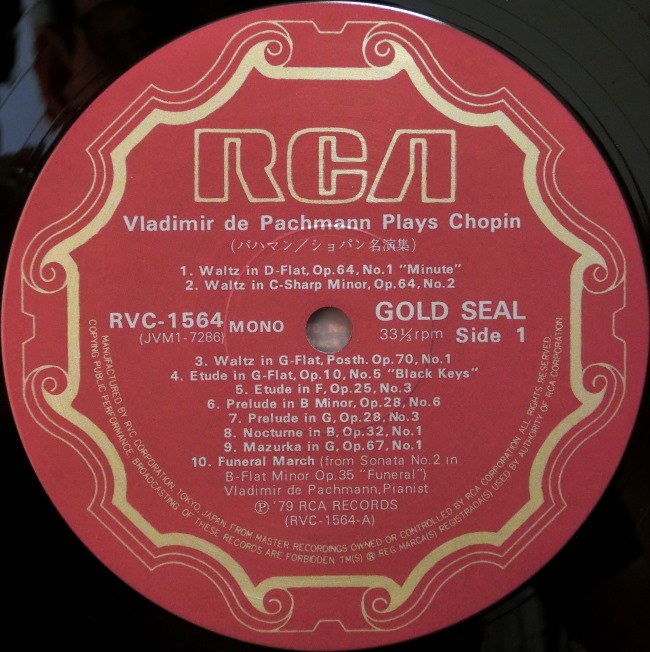 RCA
Vladimir de Pachmann Plays Chopin
(パハマン/ショパン名演集)
1. Waltz in D-Flat, Op.64, No.1 "Minute"
2. Waltz in C-Sharp Minor, Op.64, No.2
RVC-1564 MONO
(JVM1-7286)
GOLD SEAL
33⅓rpm Side 1
3. Waltz in G-Flat, Posth. Op.70, No.1
4. Etude in G-Flat, Op.10, No.5 "Black Keys"
5. Etude in F, Op.25, No.3
6. Prelude in B Minor, Op.28, No.6
7. Prelude in G, Op.28, No.3
8. Nocturne in B, Op.32, No.1
9. Mazurka in G, Op.67, No.1
10. Funeral March (from Sonata No.2 in
B-Flat Minor Op.35 "Funeral")
Vladimir de Pachmann, Pianist
Ⓟ '79 RCA RECORDS
(RVC-1564-A)
MANUFACTURED BY RVC CORPORATION, TOKYO, JAPAN, FROM MASTER RECORDINGS OWNED OR CONTROLLED BY RCA CORPORATION ALL RIGHTS RESERVED.
COPYING PUBLIC PERFORMANCE, BROADCASTING OF THESE RECORDS ARE FORBIDDEN TM(S) ® REG MARCA(S) REGISTRADA(S) USED BY AUTHORITY OF RCA CORPORATION.